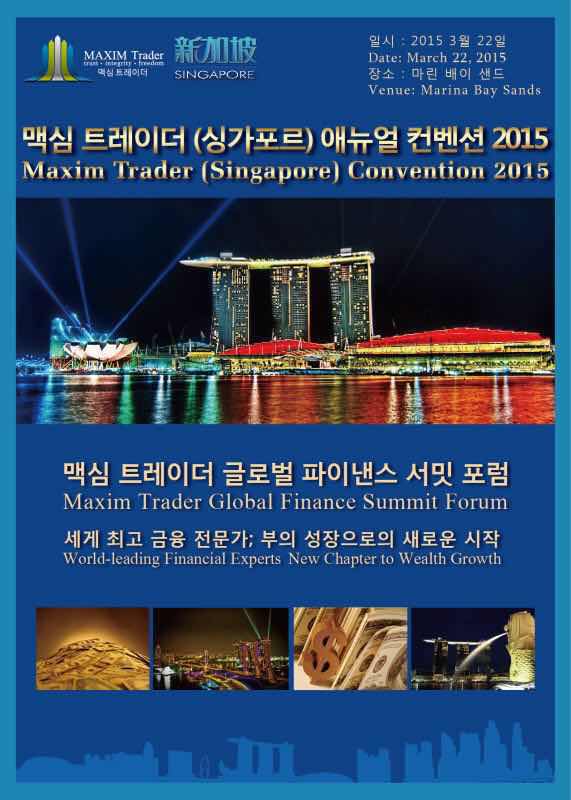 MAXIM Trader
trust • integrity • freedom
맥심 트레이더
新加坡
SINGAPORE
일시 : 2015 3월 22일
Date: March 22, 2015
장소 : 마린 배이 샌드
Venue: Marina Bay Sands
맥심 트레이더 (싱가포르) 애뉴얼 컨벤션 2015
Maxim Trader (Singapore) Convention 2015
맥심 트레이더 글로벌 파이낸스 서밋 포럼
Maxim Trader Global Finance Summit Forum
세게 최고 금융 전문가; 부의 성장으로의 새로운 시작
World-leading Financial Experts New Chapter to Wealth Growth